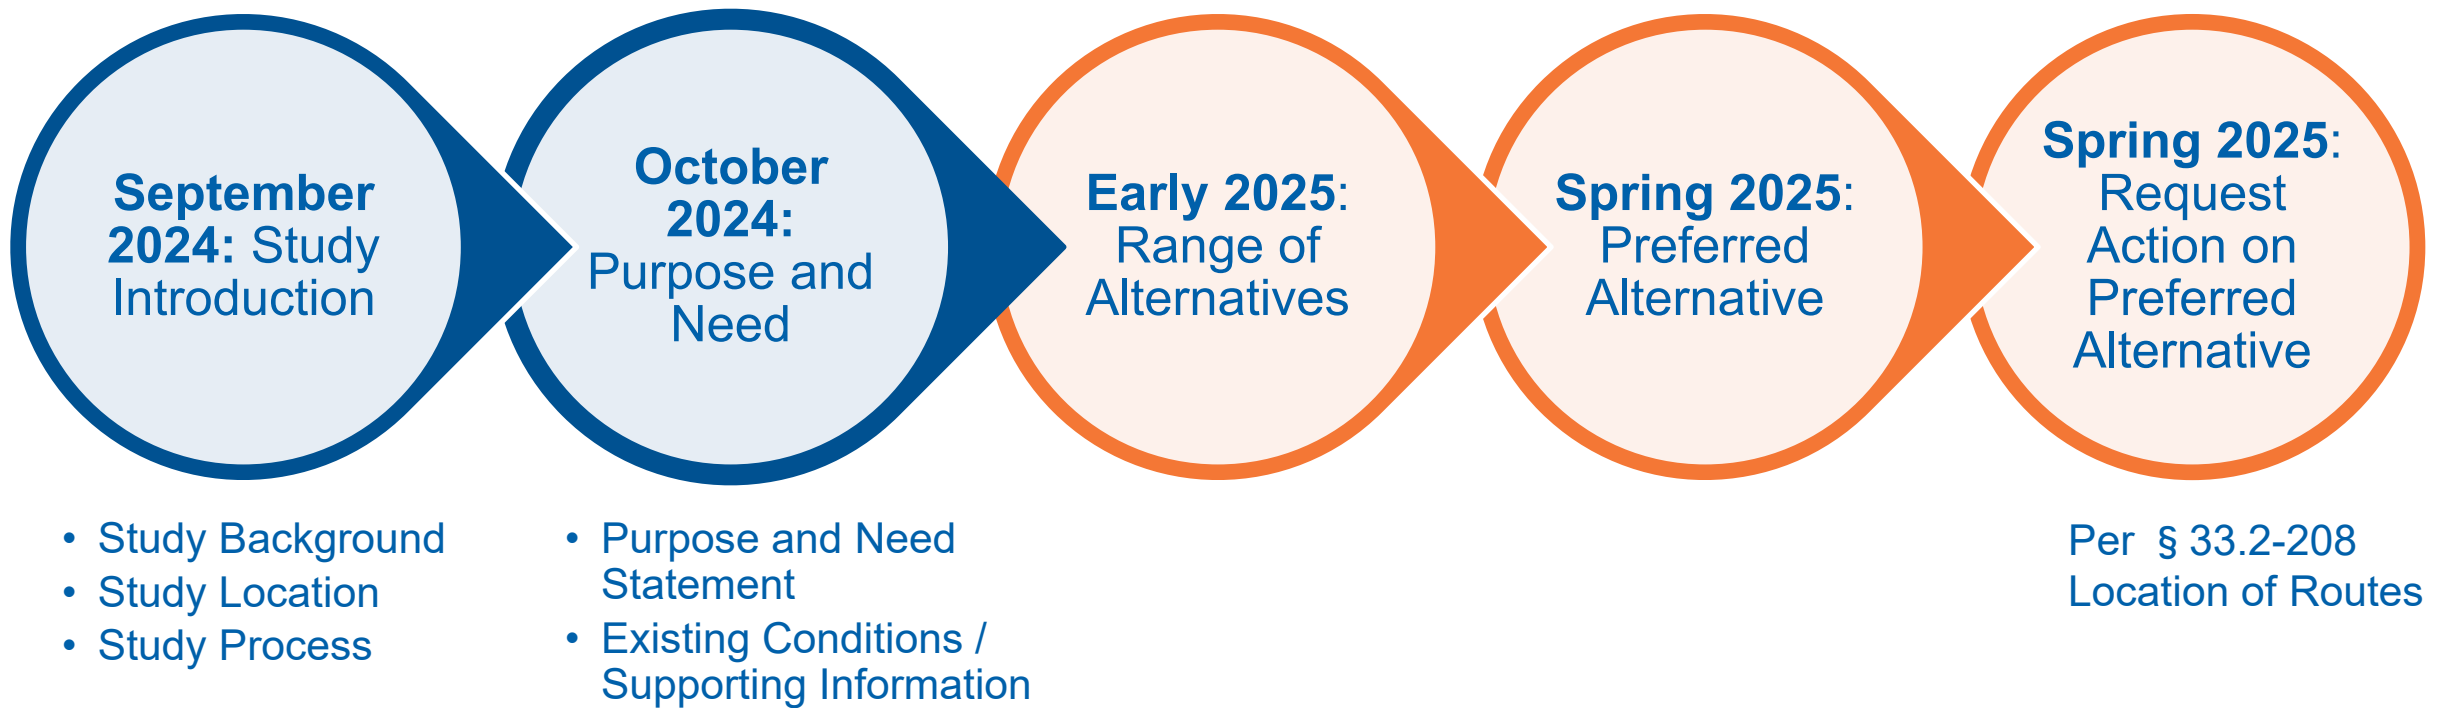 September
2024: Study
Introduction
October
2024:
Purpose and
Need
Early 2025:
Range of
Alternatives
Spring 2025:
Preferred
Alternative
Spring 2025:
Request
Action on
Preferred
Alternative
• Study Background
• Study Location
• Study Process
• Purpose and Need
Statement
• Existing Conditions /
Supporting Information
Per § 33.2-208
Location of Routes